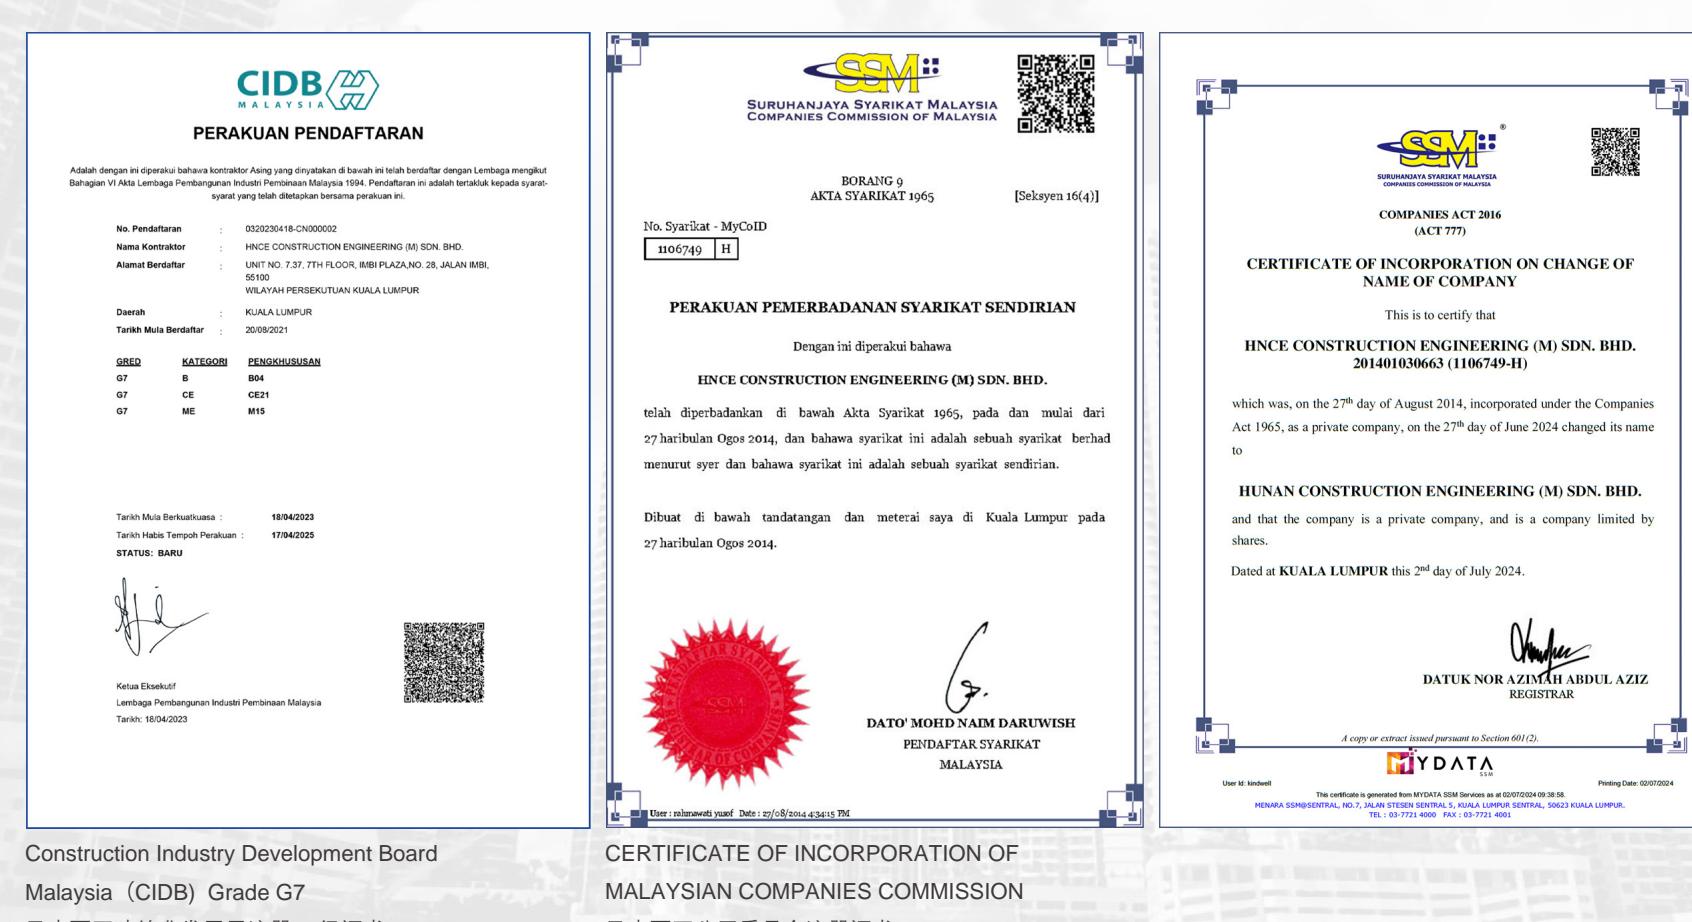 CIDB
MALAYSIA
PERAKUAN PENDAFTARAN
Adalah dengan ini diperakui bahawa kontraktor Asing yang dinyatakan di bawah ini telah berdaftar dengan Lembaga mengikut
Bahagian VI Akta Lembaga Pembangunan Industri Pembinaan Malaysia 1994. Pendaftaran ini adalah tertakluk kepada syarat-
syarat yang telah ditetapkan bersama perakuan ini.
No. Pendaftaran : 0320230418-CN000002
Nama Kontraktor : HNCE CONSTRUCTION ENGINEERING (M) SDN. BHD.
Alamat Berdaftar : UNIT NO. 7.37, 7TH FLOOR, IMBI PLAZA,NO. 28, JALAN IMBI,
55100
WILAYAH PERSEKUTUAN KUALA LUMPUR
Daerah : KUALA LUMPUR
Tarikh Mula Berdaftar : 20/08/2021
GRED KATEGORI PENGKHUSUSAN
G7 B B04
G7 CE CE21
G7 ME M15
Tarikh Mula Berkuatkuasa : 18/04/2023
Tarikh Habis Tempoh Perakuan : 17/04/2025
STATUS: BARU
Ketua Eksekutif
Lembaga Pembangunan Industri Pembinaan Malaysia
Tarikh: 18/04/2023
Construction Industry Development Board
Malaysia（CIDB) Grade G7
SSM
SURUHANJAYA SYARIKAT MALAYSIA
COMPANIES COMMISSION OF MALAYSIA
BORANG 9
AKTA SYARIKAT 1965 [Seksyen 16(4)]
No. Syarikat - MyCoID
1106749 H
PERAKUAN PEMERBADANAN SYARIKAT SENDIRIAN
Dengan ini diperakui bahawa
HNCE CONSTRUCTION ENGINEERING (M) SDN. BHD.
telah diperbadankan di bawah Akta Syarikat 1965, pada dan mulai dari
27 haribulan Ogos 2014, dan bahawa syarikat ini adalah sebuah syarikat berhad
menurut syer dan bahawa syarikat ini adalah sebuah syarikat sendirian.
Dibuat di bawah tandatangan dan meterai saya di Kuala Lumpur pada
27 haribulan Ogos 2014.
DATO' MOHD NAIM DARUWISH
PENDAFTAR SYARIKAT
MALAYSIA
User : rahmawati yusof Date : 27/08/2014 4:34:15 PM
CERTIFICATE OF INCORPORATION OF
MALAYSIAN COMPANIES COMMISSION
SSM ®
SURUHANJAYA SYARIKAT MALAYSIA
COMPANIES COMMISSION OF MALAYSIA
COMPANIES ACT 2016
(ACT 777)
CERTIFICATE OF INCORPORATION ON CHANGE OF
NAME OF COMPANY
This is to certify that
HNCE CONSTRUCTION ENGINEERING (M) SDN. BHD.
201401030663 (1106749-H)
which was, on the 27th day of August 2014, incorporated under the Companies
Act 1965, as a private company, on the 27th day of June 2024 changed its name
to
HUNAN CONSTRUCTION ENGINEERING (M) SDN. BHD.
and that the company is a private company, and is a company limited by
shares.
Dated at KUALA LUMPUR this 2nd day of July 2024.
DATUK NOR AZIMAH ABDUL AZIZ
REGISTRAR
A copy or extract issued pursuant to Section 601(2).
MYDATA
SSM
User Id: kindwell Printing Date: 02/07/2024
This certificate is generated from MYDATA SSM Services as at 02/07/2024 09:38:58.
MENARA SSM@SENTRAL, NO.7, JALAN STESEN SENTRAL 5, KUALA LUMPUR SENTRAL, 50623 KUALA LUMPUR.
TEL : 03-7721 4000 FAX : 03-7721 4001